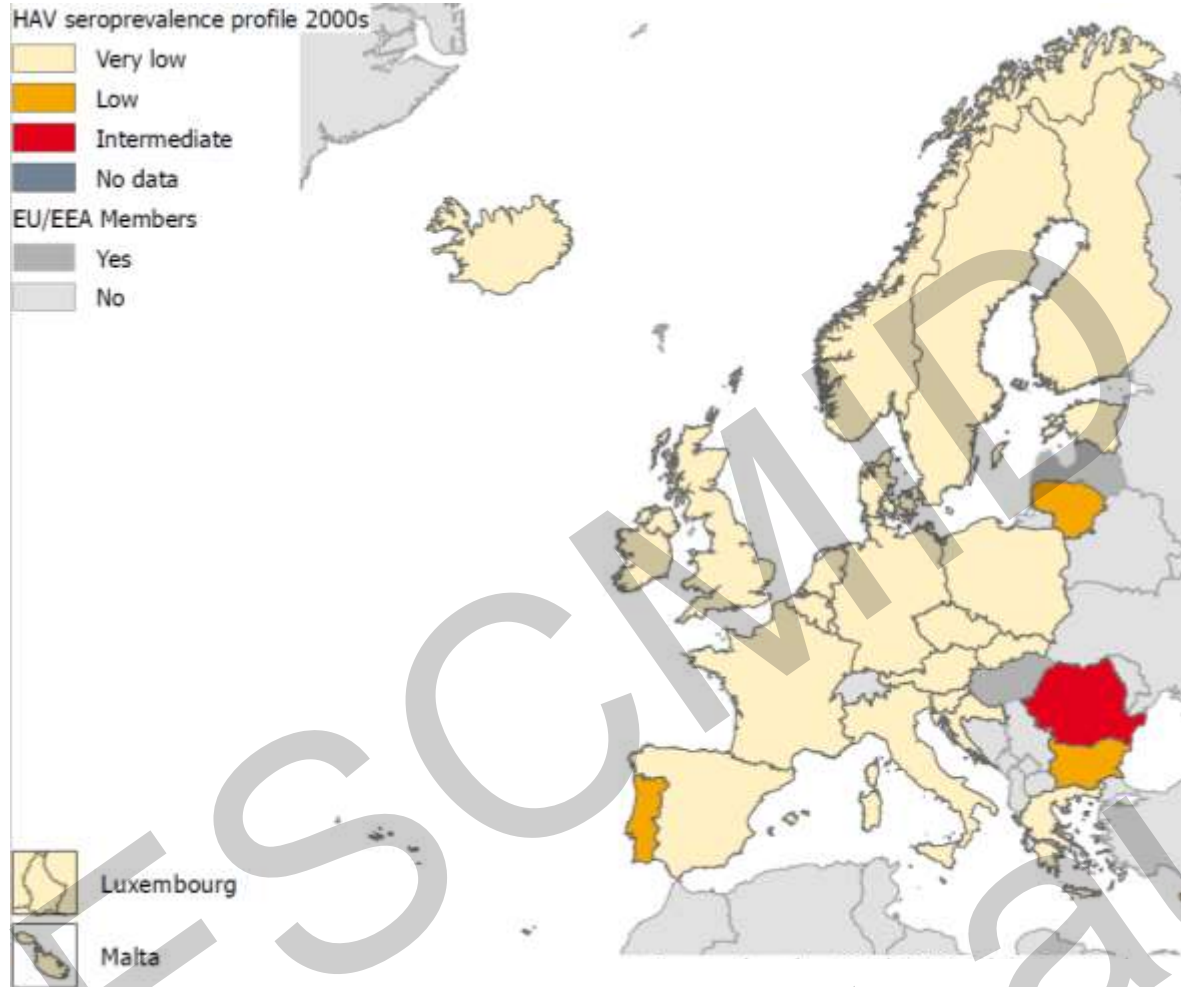 HAV seroprevalence profile 2000s
Very low
Low
Intermediate
No data
EU/EEA Members
Yes
No
Luxembourg
Malta
ESCMID